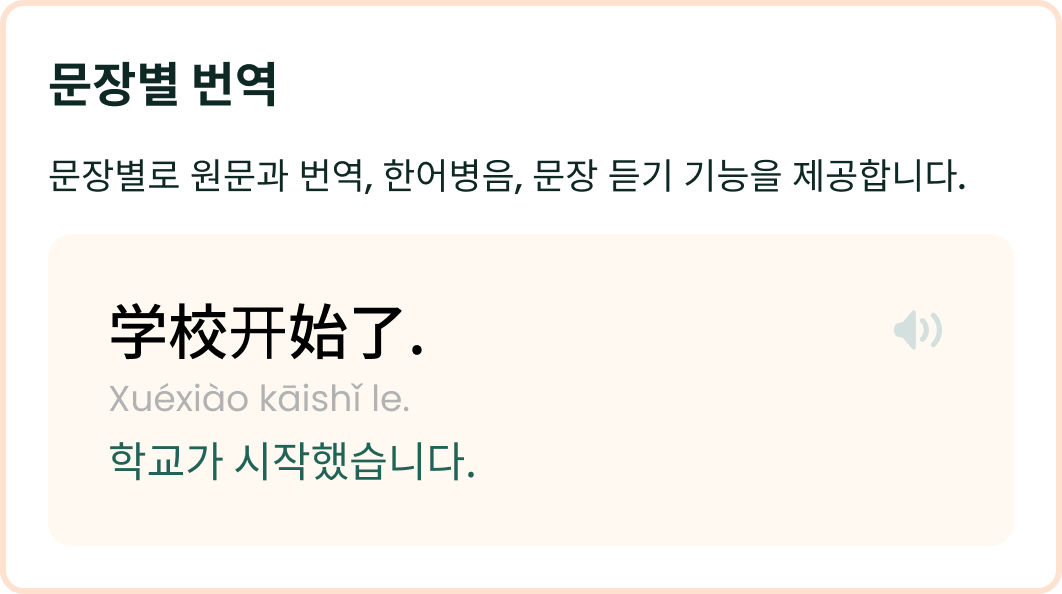 문장별 번역
문장별로 원문과 번역, 한어병음, 문장 듣기 기능을 제공합니다.
学校开始了.
Xuéxiào kāishǐ le.
학교가 시작했습니다.